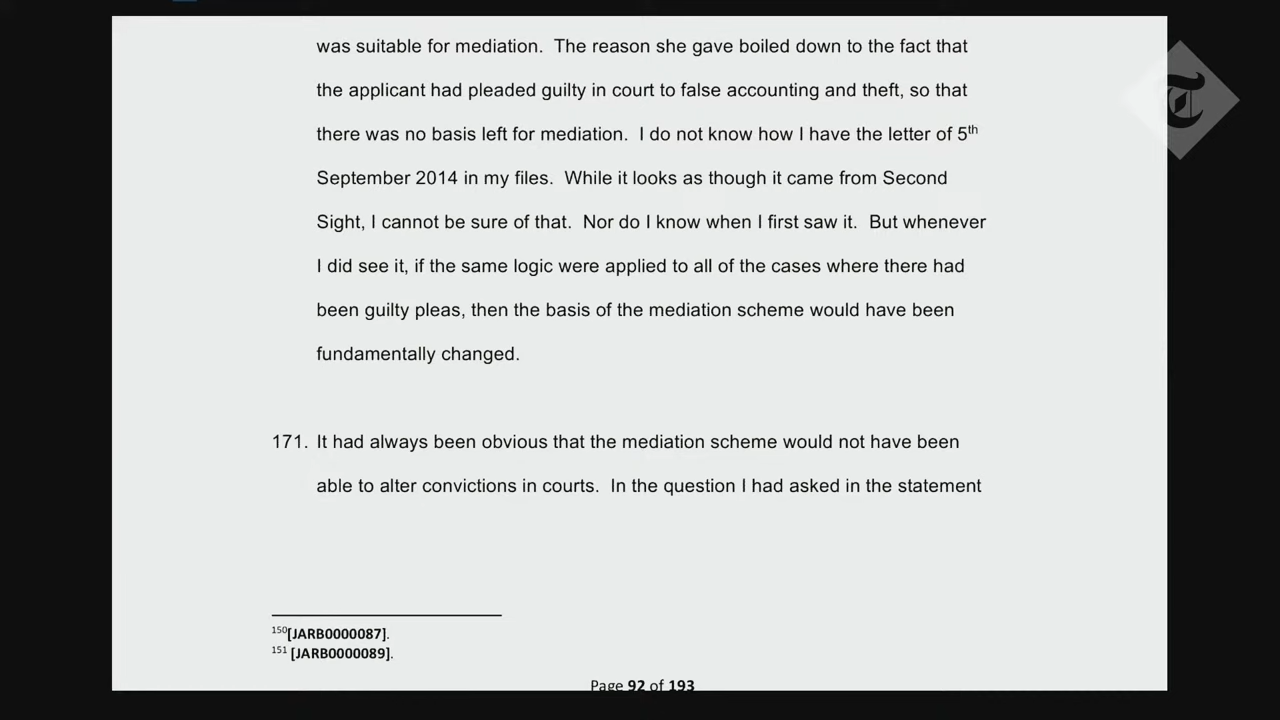 was suitable for mediation. The reason she gave boiled down to the fact that
the applicant had pleaded guilty in court to false accounting and theft, so that
there was no basis left for mediation. I do not know how I have the letter of 5th
September 2014 in my files. While it looks as though it came from Second
Sight, I cannot be sure of that. Nor do I know when I first saw it. But whenever
I did see it, if the same logic were applied to all of the cases where there had
been guilty pleas, then the basis of the mediation scheme would have been
fundamentally changed.
171. It had always been obvious that the mediation scheme would not have been
able to alter convictions in courts. In the question I had asked in the statement
150[JARB0000087].
151 [JARB0000089].
Page 92 of 193
T